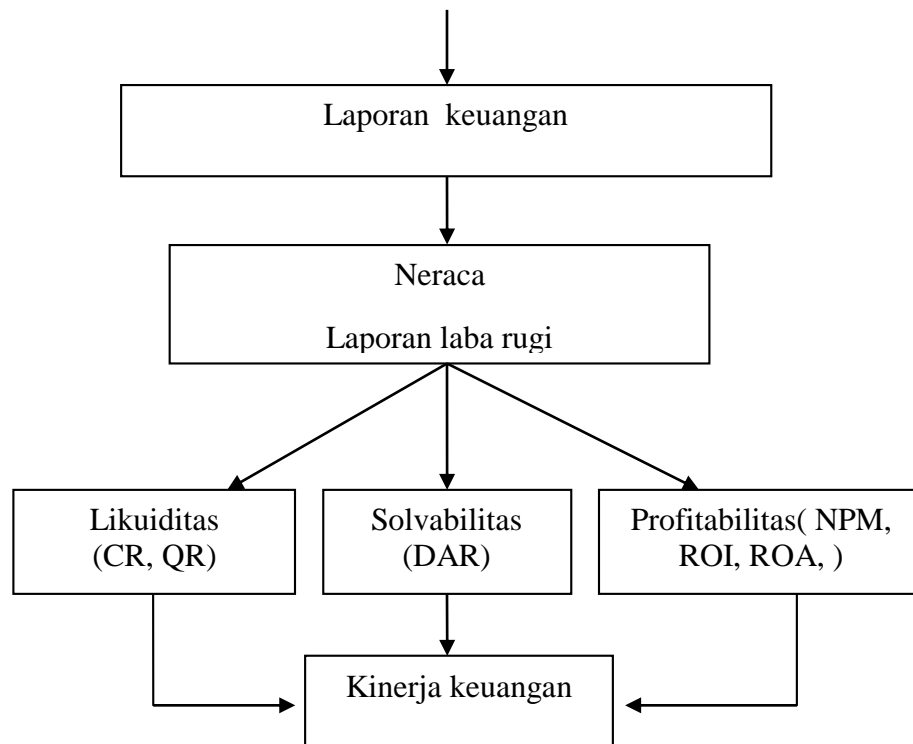 Laporan keuangan
Neraca
Laporan laba rugi
Likuiditas
(CR, QR)
Solvabilitas
(DAR)
Profitabilitas( NPM,
ROI, ROA, )
Kinerja keuangan